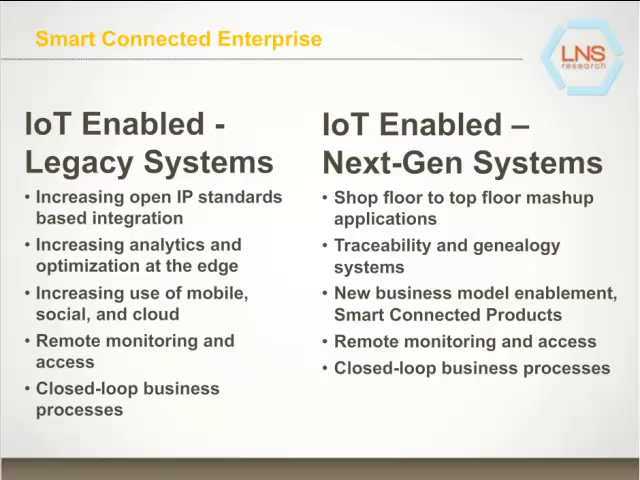 Smart Connected Enterprise
LNS
research
IoT Enabled -
Legacy Systems
• Increasing open IP standards
based integration
• Increasing analytics and
optimization at the edge
• Increasing use of mobile,
social, and cloud
• Remote monitoring and
access
• Closed-loop business
processes
IoT Enabled –
Next-Gen Systems
• Shop floor to top floor mashup
applications
• Traceability and genealogy
systems
• New business model enablement,
Smart Connected Products
• Remote monitoring and access
• Closed-loop business processes